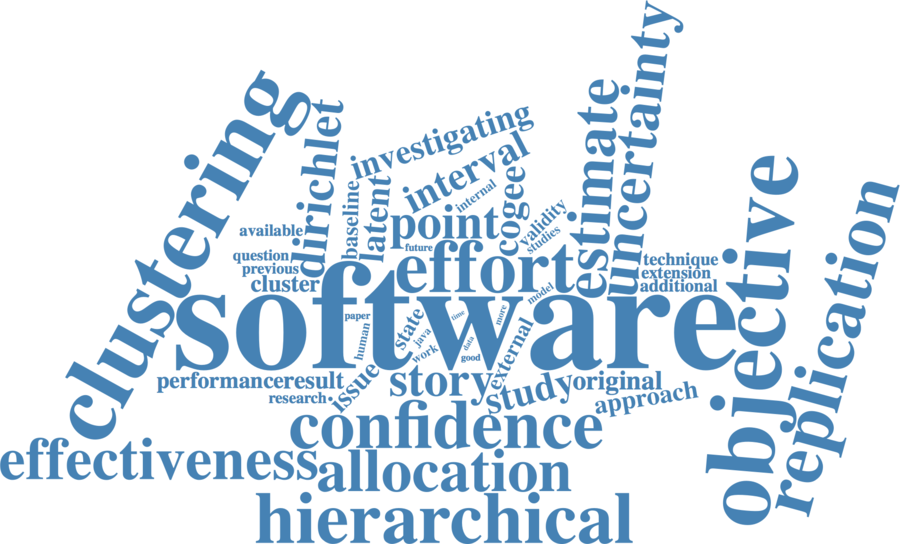 uncertainty
clustering
dirichlet
investigating
estimate
interval
internal
cogee
objective
replication
baseline
latent
point
validity
studies
available
future
effort
question
previous
cluster
technique
extension
additional
software
paper
human
state
java
work
time
data
good
more
model
external
performance
result
research
issue
story
study
original
approach
confidence
effectiveness
allocation
hierarchical